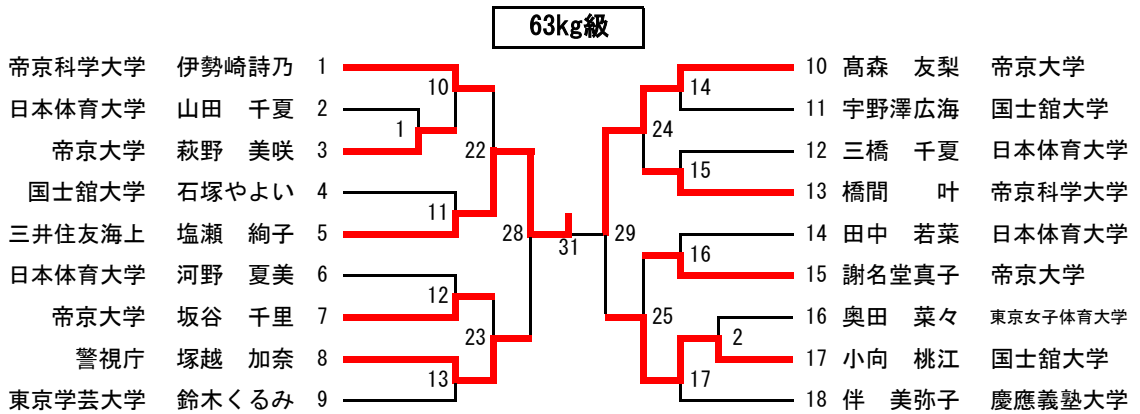 63kg級
帝京科学大学 伊勢崎詩乃 1
日本体育大学 山田 千夏 2
帝京大学 萩野 美咲 3
国士舘大学 石塚やよい 4
三井住友海上 塩瀬 絢子 5
日本体育大学 河野 夏美 6
帝京大学 坂谷 千里 7
警視庁 塚越 加奈 8
東京学芸大学 鈴木くるみ 9
10
1
22
11
28
12
23
13
31
14
24
15
29
16
25
2
17
10 髙森 友梨 帝京大学
11 宇野澤広海 国士舘大学
12 三橋 千夏 日本体育大学
13 橋間 叶 帝京科学大学
14 田中 若菜 日本体育大学
15 謝名堂真子 帝京大学
16 奥田 菜々 東京女子体育大学
17 小向 桃江 国士舘大学
18 伴 美弥子 慶應義塾大学